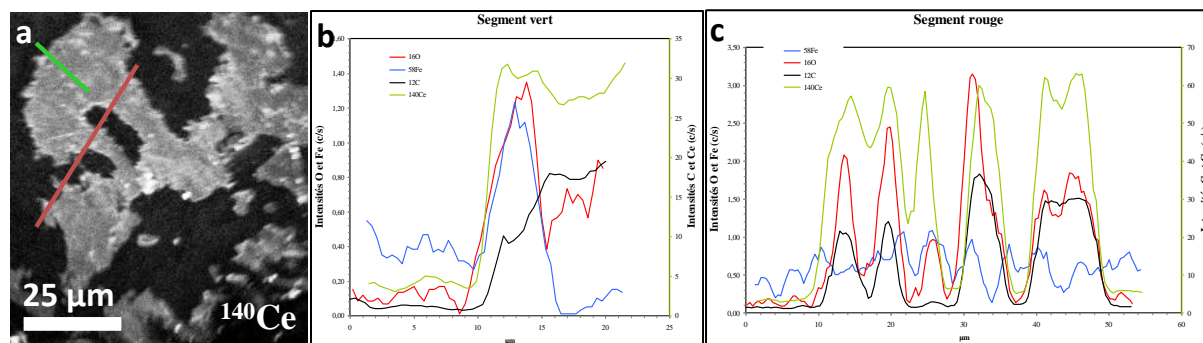 a
25 µm
140Ce
b
Segment vert
Intensités O et Fe (c/s)
1,60
1,40
1,20
1,00
0,80
0,60
0,40
0,20
0,00
16O
58Fe
12C
140Ce
35
30
25
20
15
10
5
0
Intensités C et Ce (c/s)
0
5
10
15
20
25
µm
c
Segment rouge
Intensités O et Fe (c/s)
3,50
3,00
2,50
2,00
1,50
1,00
0,50
0,00
58Fe
16O
12C
140Ce
70
60
50
40
30
20
10
0
0
10
20
30
40
50
60
µm